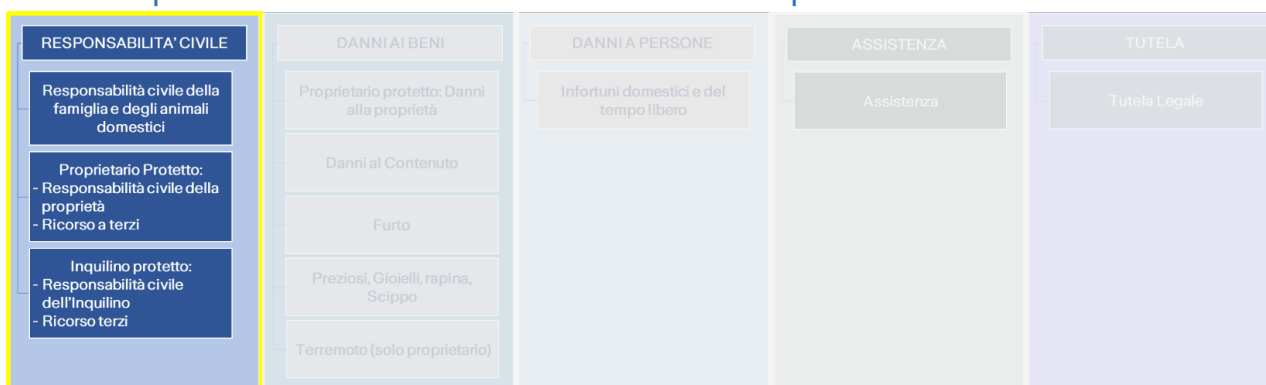 RESPONSABILITA' CIVILE
Responsabilità civile della
famiglia e degli animali
domestici
Proprietario Protetto:
- Responsabilità civile della
proprietà
- Ricorso a terzi
Inquilino protetto:
- Responsabilità civile
dell'Inquilino
- Ricorso terzi
DANNI AI BENI
Proprietario protetto: Danni
alla proprietà
Danni al Contenuto
Furto
Preziosi, Gioielli, rapina,
Scippo
Terremoto (solo proprietario)
DANNI A PERSONE
Infortuni domestici e del
tempo libero
ASSISTENZA
Assistenza
TUTELA
Tutela Legale